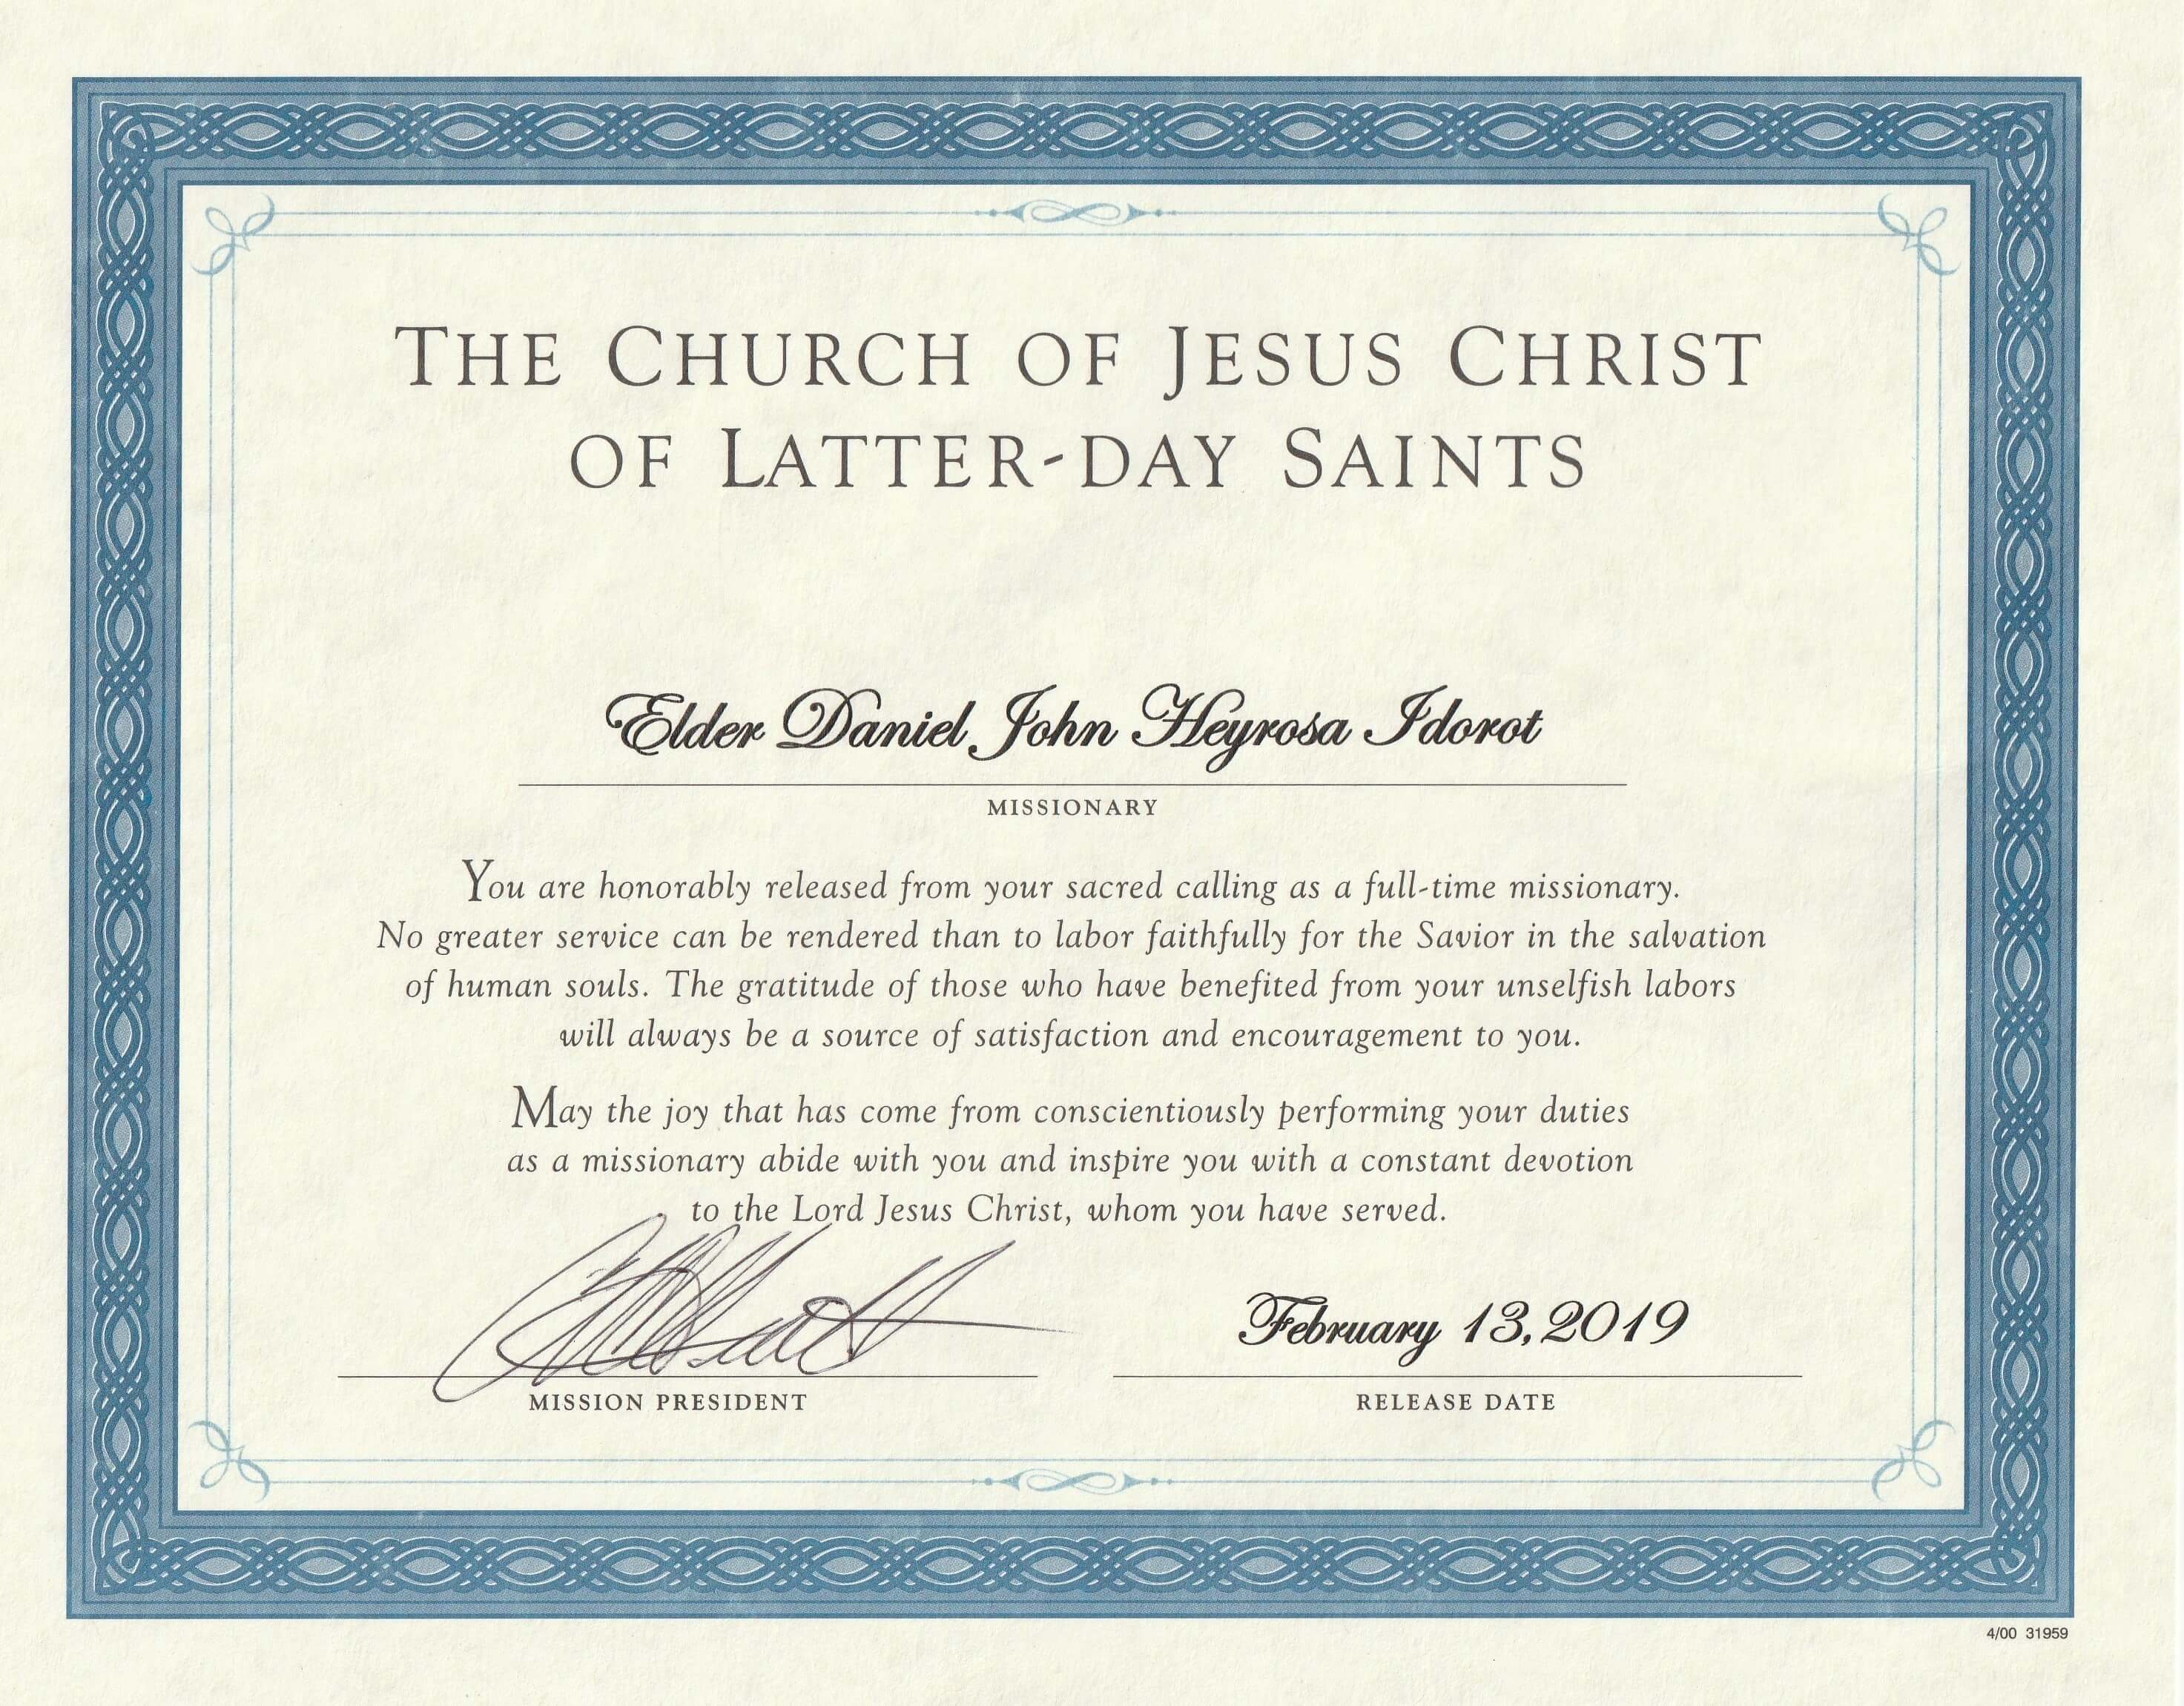 THE CHURCH OF JESUS CHRIST
OF LATTER-DAY SAINTS
Elder Daniel John Heyrosa Idorot
MISSIONARY
You are honorably released from your sacred calling as a full-time missionary.
No greater service can be rendered than to labor faithfully for the Savior in the salvation
of human souls. The gratitude of those who have benefited from your unselfish labors
will always be a source of satisfaction and encouragement to you.
May the joy that has come from conscientiously performing your duties
as a missionary abide with you and inspire you with a constant devotion
to the Lord Jesus Christ, whom you have served.
February 13, 2019
MISSION PRESIDENT
RELEASE DATE
4/00 31959